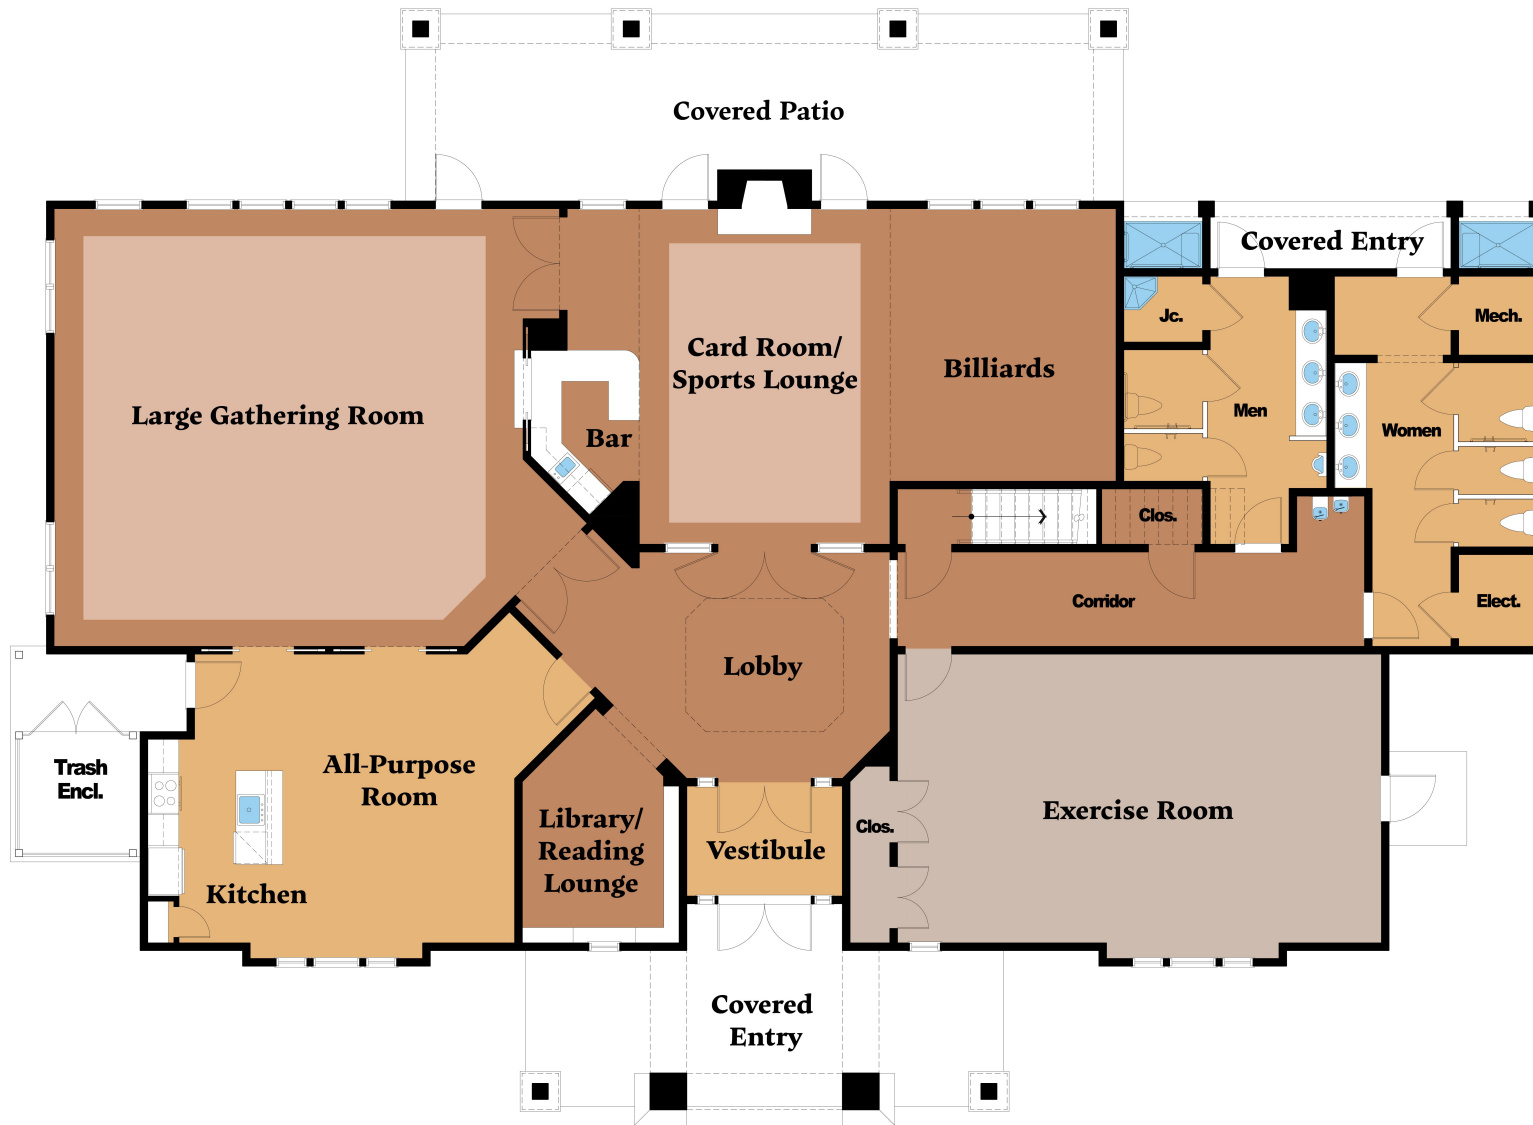 Covered Patio
Covered Entry
Jc.
Mech.
Card Room/
Sports Lounge
Billiards
Large Gathering Room
Bar
Men
Women
Clos.
Corridor
Elect.
Lobby
Trash
Encl.
All-Purpose
Room
Kitchen
Library/
Reading
Lounge
Vestibule
Clos.
Exercise Room
Covered
Entry